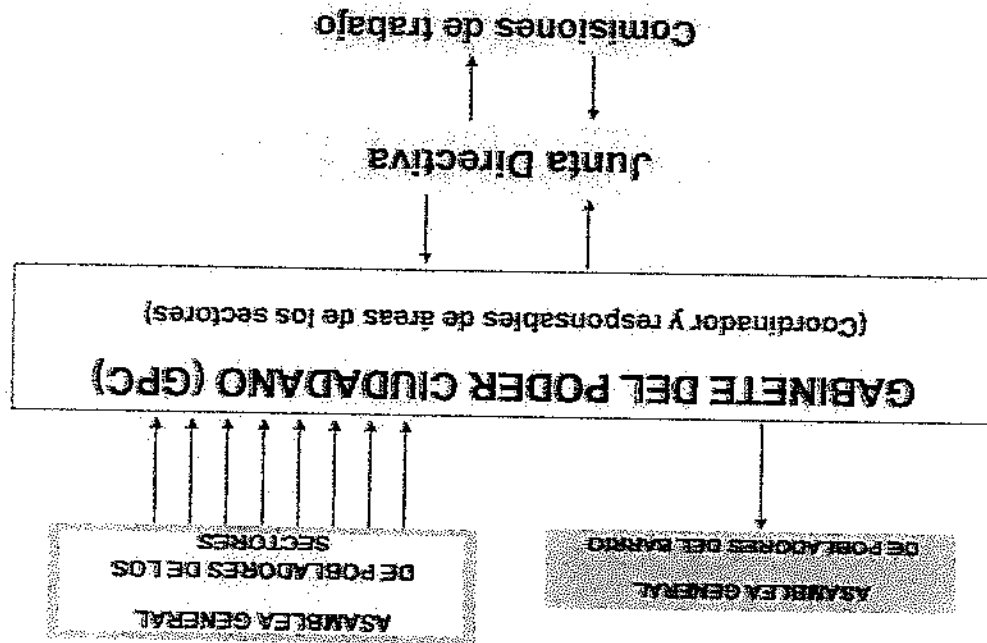 ASAMBLEA GENERAL
DE POBLADORES DEL BARRIO
ASAMBLEA GENERAL
DE POBLADORES DE LOS
SECTORES
GABINETE DEL PODER CIUDADANO (GPC)
(Coordinador y responsables de áreas de los sectores)
Junta Directiva
Comisiones de trabajo